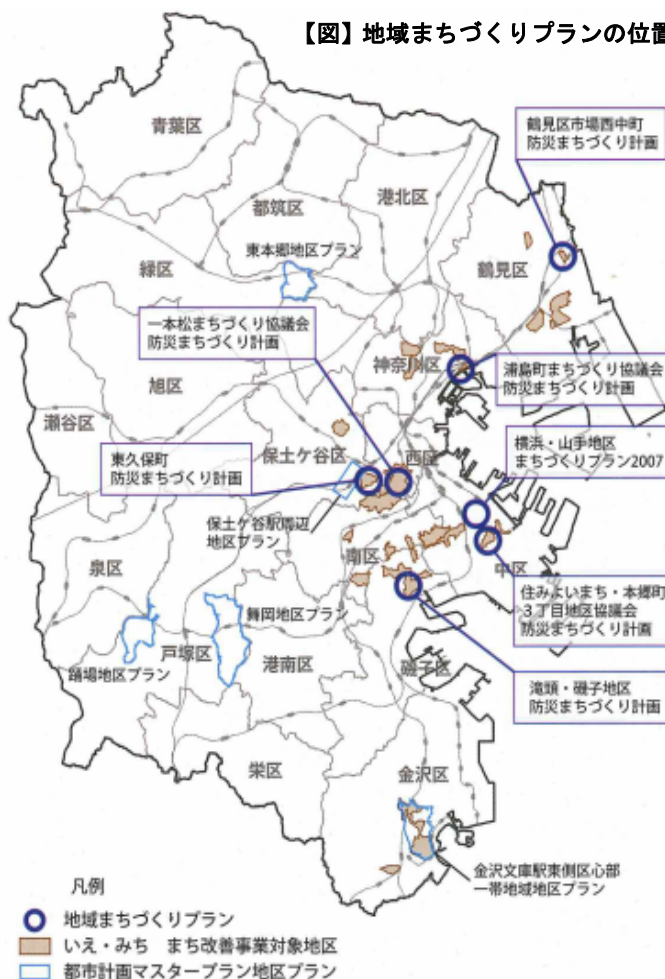 【図】地域まちづくりプランの位置
鶴見区市場西中町
防災まちづくり計画
青葉区
港北区
都筑区
東本郷地区プラン
緑区
鶴見区
一本松まちづくり協議会
防災まちづくり計画
神奈川区
浦島町まちづくり協議会
防災まちづくり計画
旭区
瀬谷区
横浜・山手地区
まちづくりプラン2007
保土ケ谷区
西区
東久保町
防災まちづくり計画
保土ケ谷駅周辺
地区プラン
南区
中区
泉区
住みよいまち・本郷町
3丁目地区協議会
防災まちづくり計画
舞岡地区プラン
戸塚区
港南区
踊場地区プラン
磯子区
滝頭・磯子地区
防災まちづくり計画
栄区
金沢区
金沢文庫駅東側区心部
一帯地域地区プラン
凡例
地域まちづくりプラン
いえ・みち まち改善事業対象地区
都市計画マスタープラン地区プラン